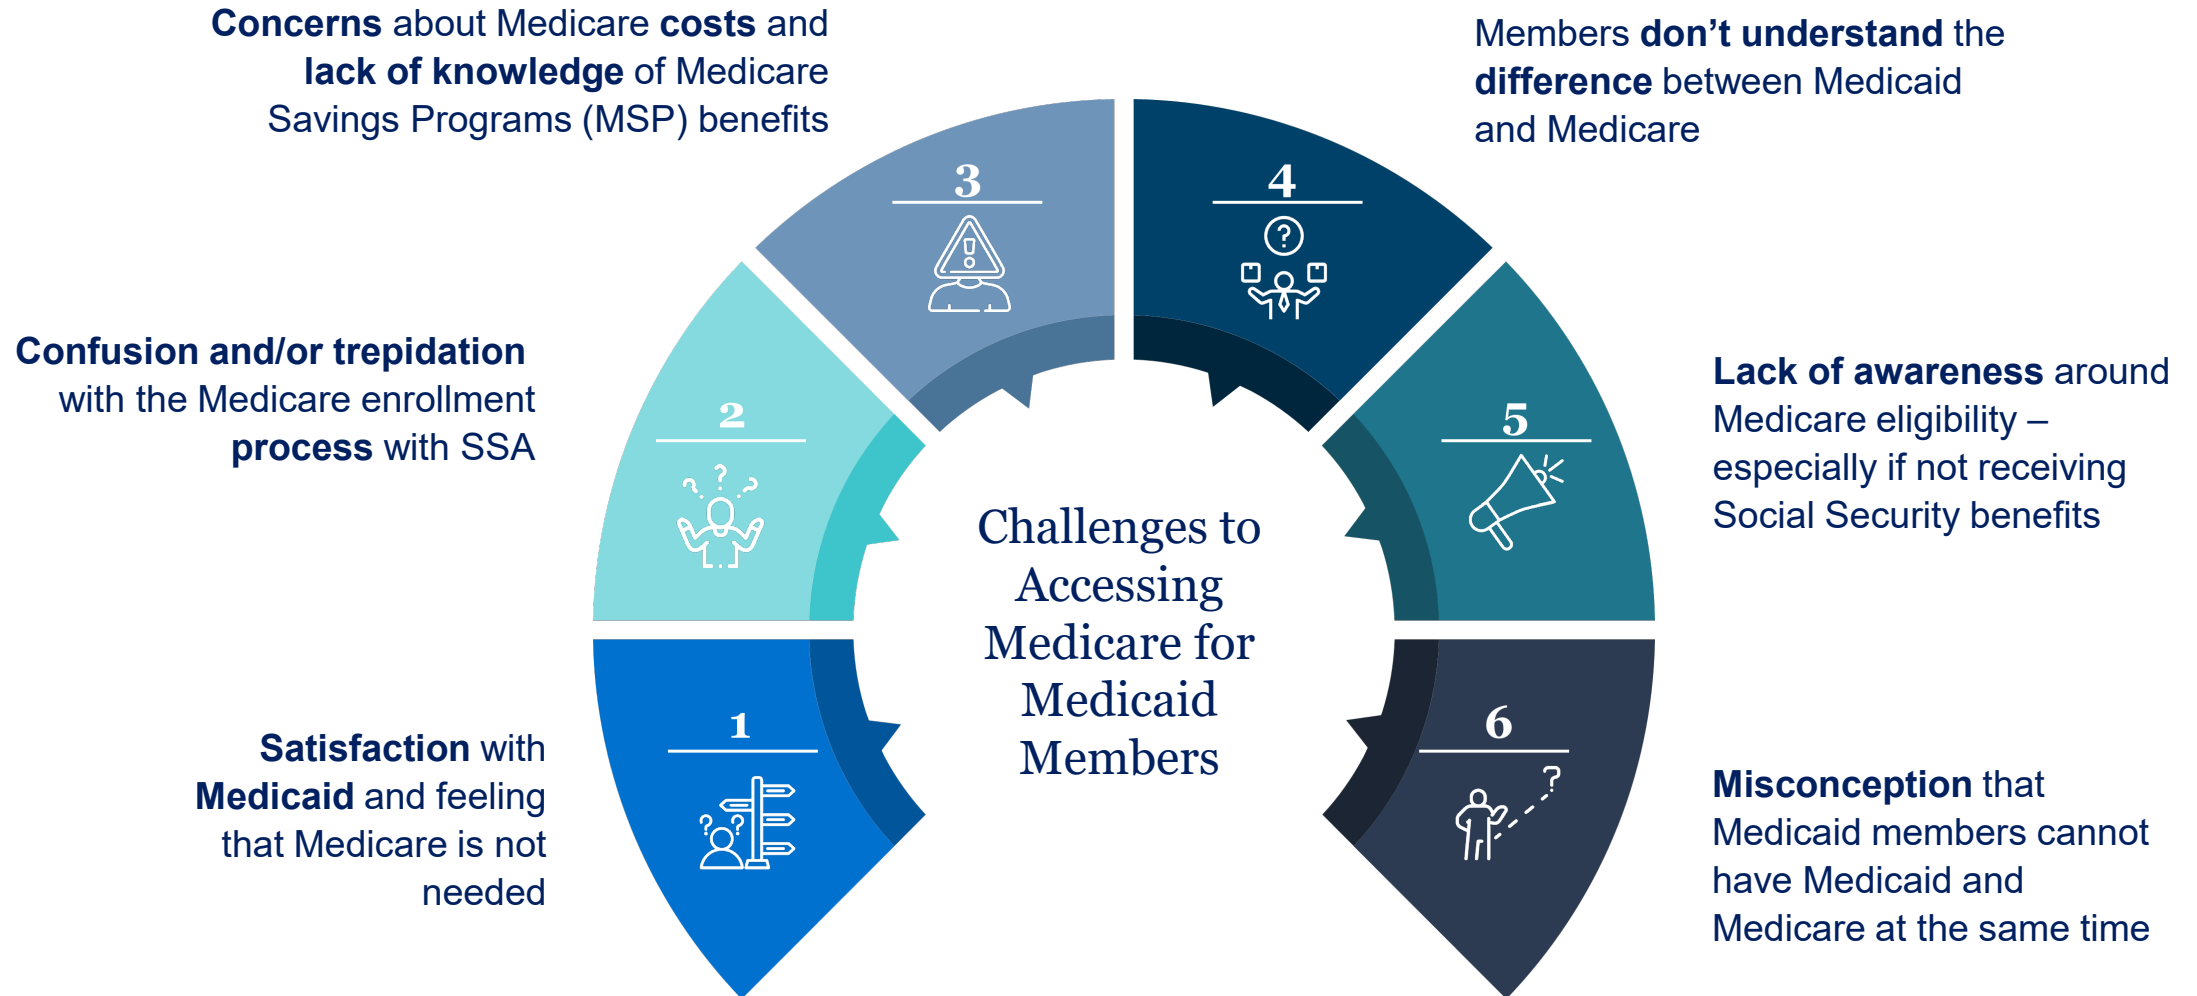 Concerns about Medicare costs and
lack of knowledge of Medicare
Savings Programs (MSP) benefits
Members don’t understand the
difference between Medicaid
and Medicare
3
4
?
Confusion and/or trepidation
with the Medicare enrollment
process with SSA
2
? ? ?
5
Lack of awareness around
Medicare eligibility –
especially if not receiving
Social Security benefits
Challenges to
Accessing
Medicare for
Medicaid
Members
1
? ?
Satisfaction with
Medicaid and feeling
that Medicare is not
needed
6
?
Misconception that
Medicaid members cannot
have Medicaid and
Medicare at the same time